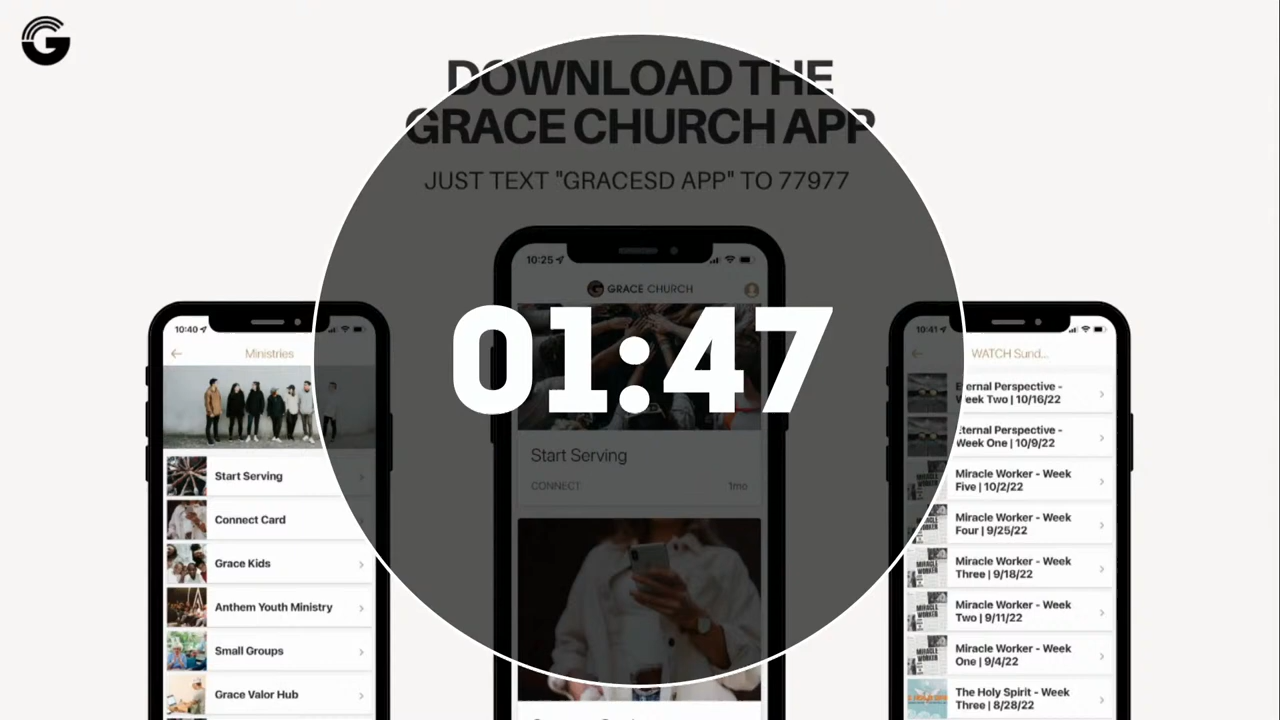 G
DOWNLOAD THE
GRACE CHURCH APP
JUST TEXT "GRACESD APP" TO 77977
01:47
10:40
Ministries
Start Serving
Connect Card
Grace Kids
Anthem Youth Ministry
Small Groups
Grace Valor Hub
10:25
GRACE CHURCH
Start Serving
CONNECT
1mo
10:41
WATCH Sund...
Eternal Perspective -
Week Two | 10/16/22
Eternal Perspective -
Week One | 10/9/22
Miracle Worker - Week
Five | 10/2/22
Miracle Worker - Week
Four | 9/25/22
Miracle Worker - Week
Three | 9/18/22
Miracle Worker - Week
Two | 9/11/22
Miracle Worker - Week
One | 9/4/22
The Holy Spirit - Week
Three | 8/28/22